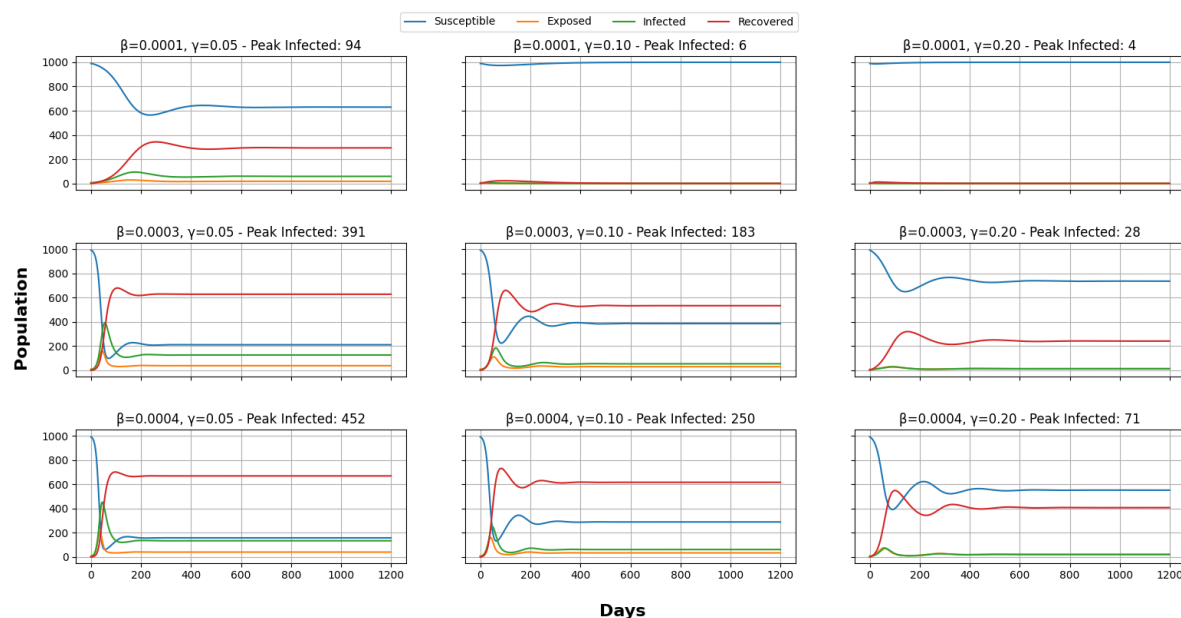 Susceptible Exposed Infected Recovered
β=0.0001, γ=0.05 - Peak Infected: 94
1000
800
600
400
200
0
β=0.0001, γ=0.10 - Peak Infected: 6
β=0.0001, γ=0.20 - Peak Infected: 4
β=0.0003, γ=0.05 - Peak Infected: 391
1000
800
600
400
200
0
β=0.0003, γ=0.10 - Peak Infected: 183
β=0.0003, γ=0.20 - Peak Infected: 28
Population
β=0.0004, γ=0.05 - Peak Infected: 452
1000
800
600
400
200
0
0 200 400 600 800 1000 1200
β=0.0004, γ=0.10 - Peak Infected: 250
0 200 400 600 800 1000 1200
β=0.0004, γ=0.20 - Peak Infected: 71
0 200 400 600 800 1000 1200
Days